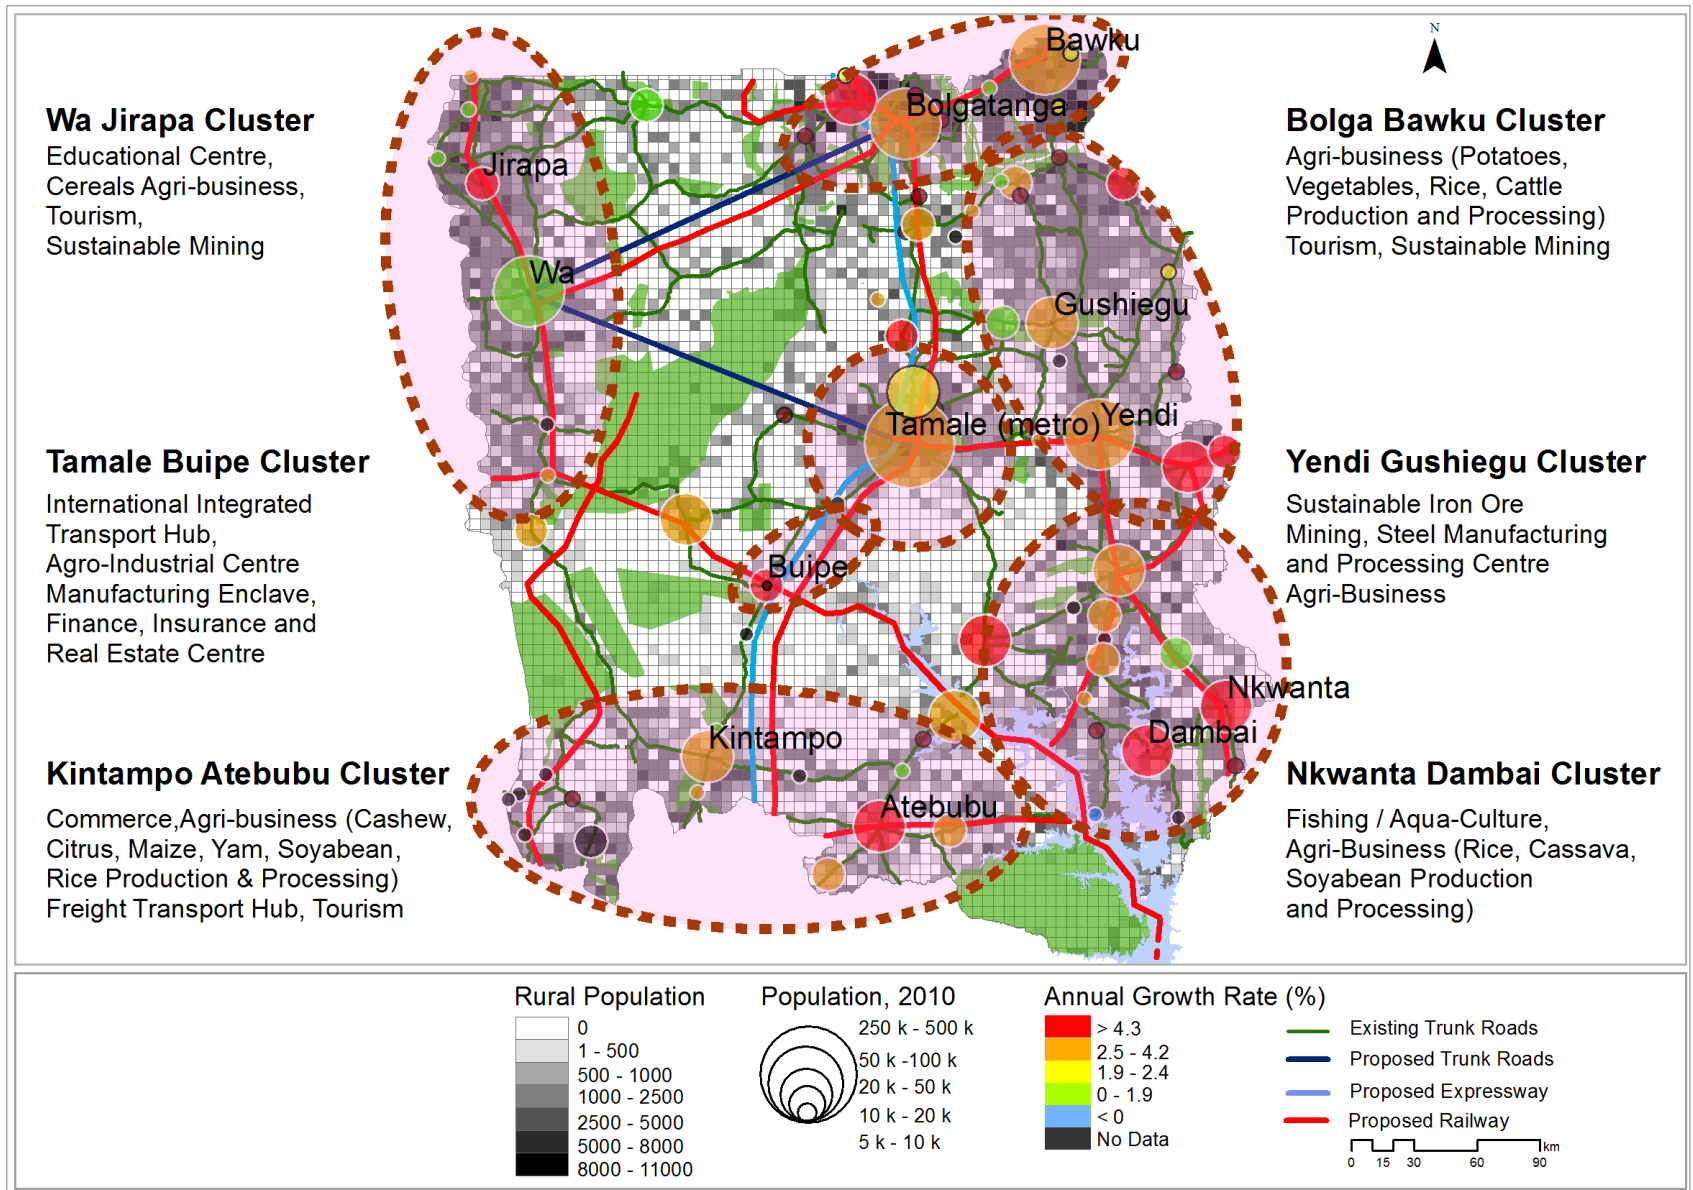 Wa Jirapa Cluster
Educational Centre,
Cereals Agri-business,
Tourism,
Sustainable Mining
Tamale Buipe Cluster
International Integrated
Transport Hub,
Agro-Industrial Centre
Manufacturing Enclave,
Finance, Insurance and
Real Estate Centre
Kintampo Atebubu Cluster
Commerce,Agri-business (Cashew,
Citrus, Maize, Yam, Soyabean,
Rice Production & Processing)
Freight Transport Hub, Tourism
Bawku
Bolgatanga
Jirapa
Wa
Gushiegu
Tamale (metro)
Yendi
Buipe
Nkwanta
Dambai
Kintampo
Atebubu
N
Bolga Bawku Cluster
Agri-business (Potatoes,
Vegetables, Rice, Cattle
Production and Processing)
Tourism, Sustainable Mining
Yendi Gushiegu Cluster
Sustainable Iron Ore
Mining, Steel Manufacturing
and Processing Centre
Agri-Business
Nkwanta Dambai Cluster
Fishing / Aqua-Culture,
Agri-Business (Rice, Cassava,
Soyabean Production
and Processing)
Rural Population
0
1 - 500
500 - 1000
1000 - 2500
2500 - 5000
5000 - 8000
8000 - 11000
Population, 2010
250 k - 500 k
50 k -100 k
20 k - 50 k
10 k - 20 k
5 k - 10 k
Annual Growth Rate (%)
> 4.3
2.5 - 4.2
1.9 - 2.4
0 - 1.9
< 0
No Data
Existing Trunk Roads
Proposed Trunk Roads
Proposed Expressway
Proposed Railway
km
0 15 30 60 90